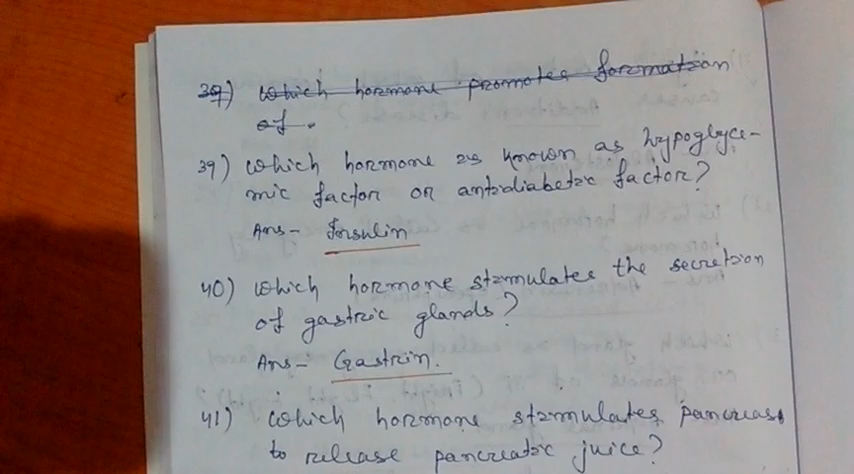 39) which hormone promotes formation
of.
39) which hormone is known as hypoglyce-
mic factor or antidiabetic factor?
Ans- Insulin
40) which hormone stimulates the secretion
of gastric glands?
Ans- Gastrin.
41) which hormone stimulates pancreas
to release pancreatic juice?